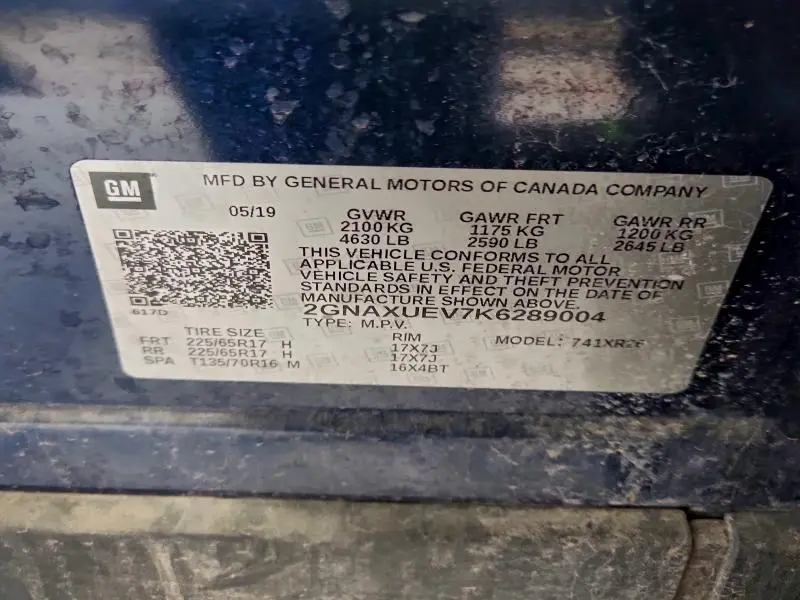 GM
MFD BY GENERAL MOTORS OF CANADA COMPANY
05/19 GVWR GAWR FRT GAWR RR
2100 KG 1175 KG 1200 KG
4630 LB 2590 LB 2645 LB
THIS VEHICLE CONFORMS TO ALL
APPLICABLE U.S. FEDERAL MOTOR
VEHICLE SAFETY AND THEFT PREVENTION
STANDARDS IN EFFECT ON THE DATE OF
MANUFACTURE SHOWN ABOVE.
617D
2GNAXUEV7K6289004
TYPE: M.P.V. MODEL: 741XR26
TIRE SIZE RIM
FRT 225/65R17 H 17X7J
RR 225/65R17 H 17X7J
SPA T135/70R16 M 16X4BT